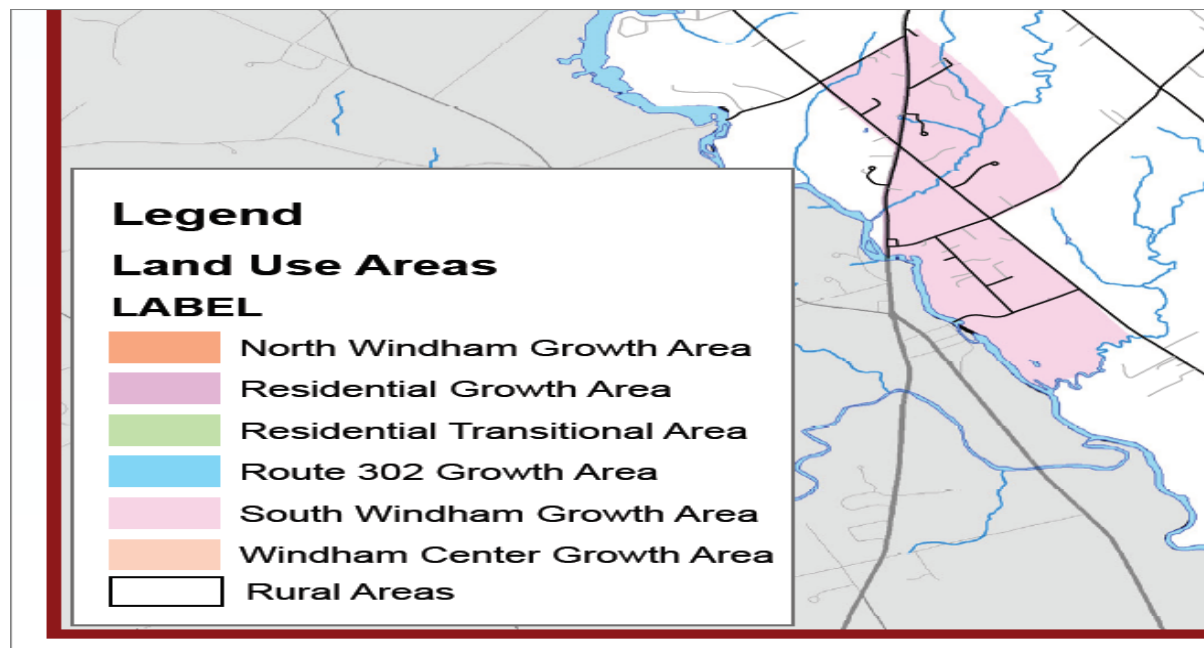 Legend
Land Use Areas
LABEL
North Windham Growth Area
Residential Growth Area
Residential Transitional Area
Route 302 Growth Area
South Windham Growth Area
Windham Center Growth Area
Rural Areas